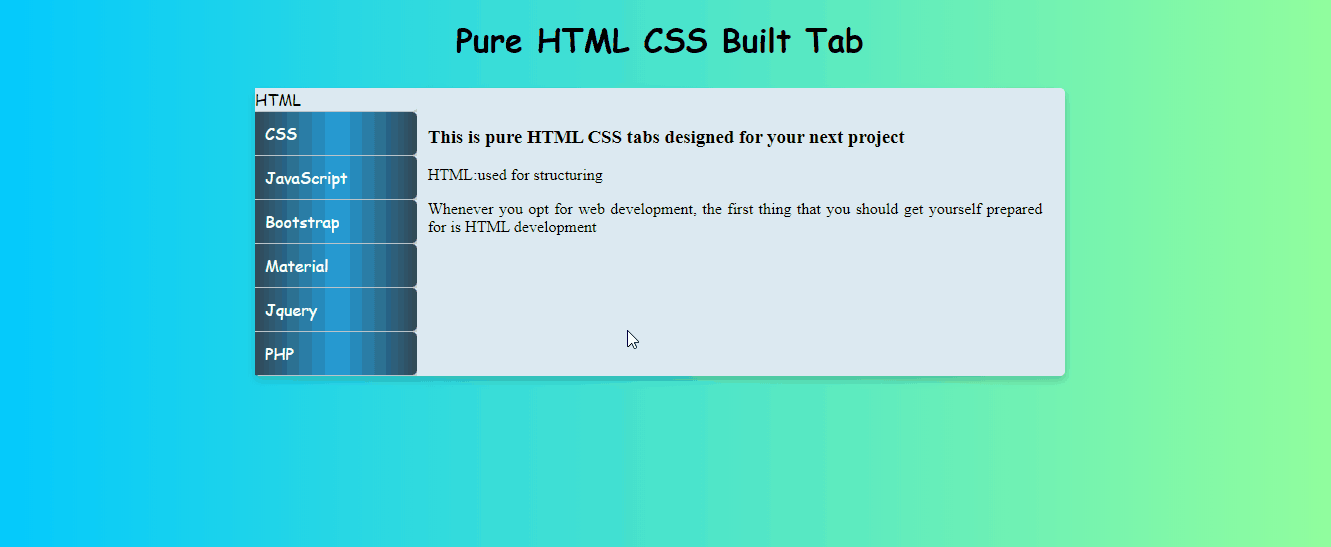 Pure HTML CSS Built Tab
HTML
CSS
JavaScript
Bootstrap
Material
Jquery
PHP
This is pure HTML CSS tabs designed for your next project
HTML:used for structuring
Whenever you opt for web development, the first thing that you should get yourself prepared
for is HTML development